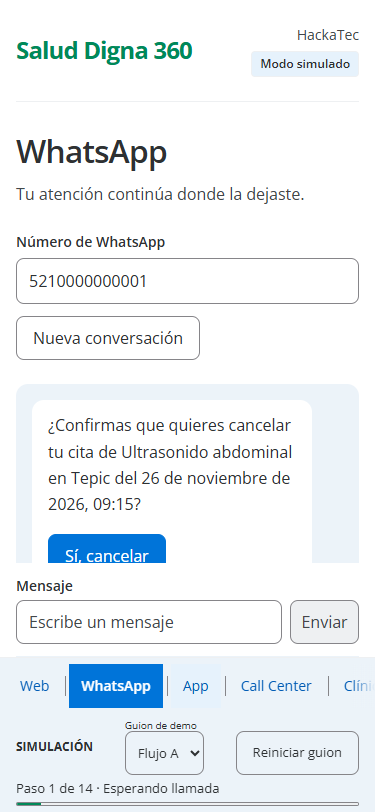 Salud Digna 360
HackaTec
Modo simulado
WhatsApp
Tu atención continúa donde la dejaste.
Número de WhatsApp
5210000000001
Nueva conversación
¿Confirmas que quieres cancelar
tu cita de Ultrasonido abdominal
en Tepic del 26 de noviembre de
2026, 09:15?
Sí, cancelar
Mensaje
Escribe un mensaje
Enviar
Web
WhatsApp
App
Call Center
Clíni
Guion de demo
SIMULACIÓN
Flujo A
Reiniciar guion
Paso 1 de 14 · Esperando llamada